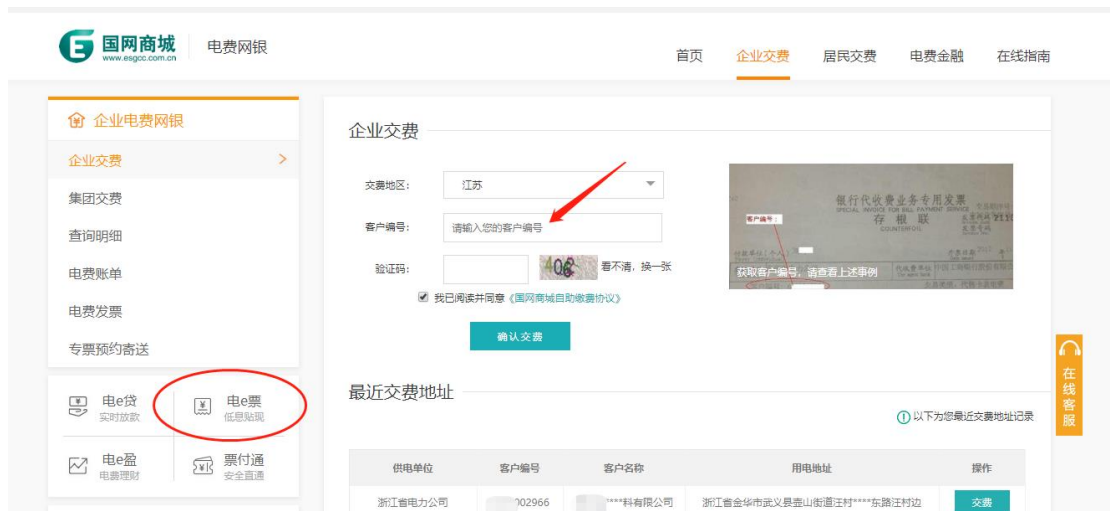 国网商城
www.esgcc.com.cn
电费网银
首页 企业交费 居民交费 电费金融 在线指南
企业电费网银
企业交费 >
集团交费
查询明细
电费账单
电费发票
专票预约寄送
电e贷
实时放款
电e票
低息贴现
电e盈
电费理财
票付通
安全直通
企业交费
交费地区： 江苏
客户编号： 请输入您的客户编号
验证码： 看不清，换一张
我已阅读并同意《国网商城自助缴费协议》
确认交费
银行代收费业务专用发票
SPECIAL INVOICE FOR BILL PAYMENT SERVICE
存根联
COUNTERFOIL
客户编号：
获取客户编号，请查看上述事例
最近交费地址
以下为您最近交费地址记录
供电单位 客户编号 客户名称 用电地址 操作
浙江省电力公司 002966 ****料有限公司 浙江省金华市武义县壶山街道汪村****东路汪村边 交费
在线客服